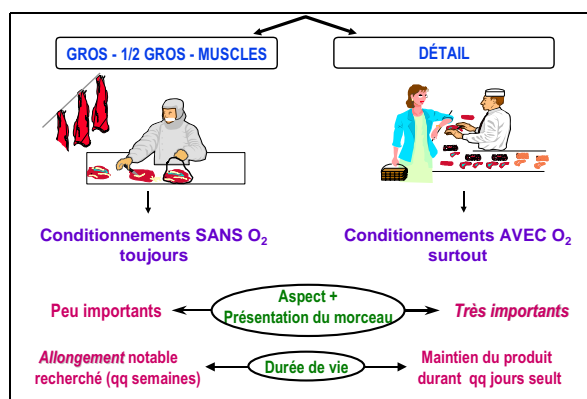 GROS - 1/2 GROS - MUSCLES
DÉTAIL
Conditionnements SANS O₂
toujours
Conditionnements AVEC O₂
surtout
Peu importants
Aspect +
Présentation du morceau
Très importants
Allongement notable
recherché (qq semaines)
Durée de vie
Maintien du produit
durant qq jours seult